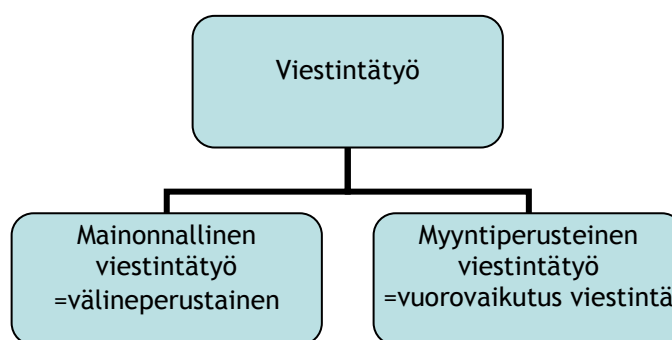 Viestintätyö
Mainonnallinen
viestintätyö
=välineperustainen
Myyntiperusteinen
viestintätyö
=vuorovaikutus viestintä